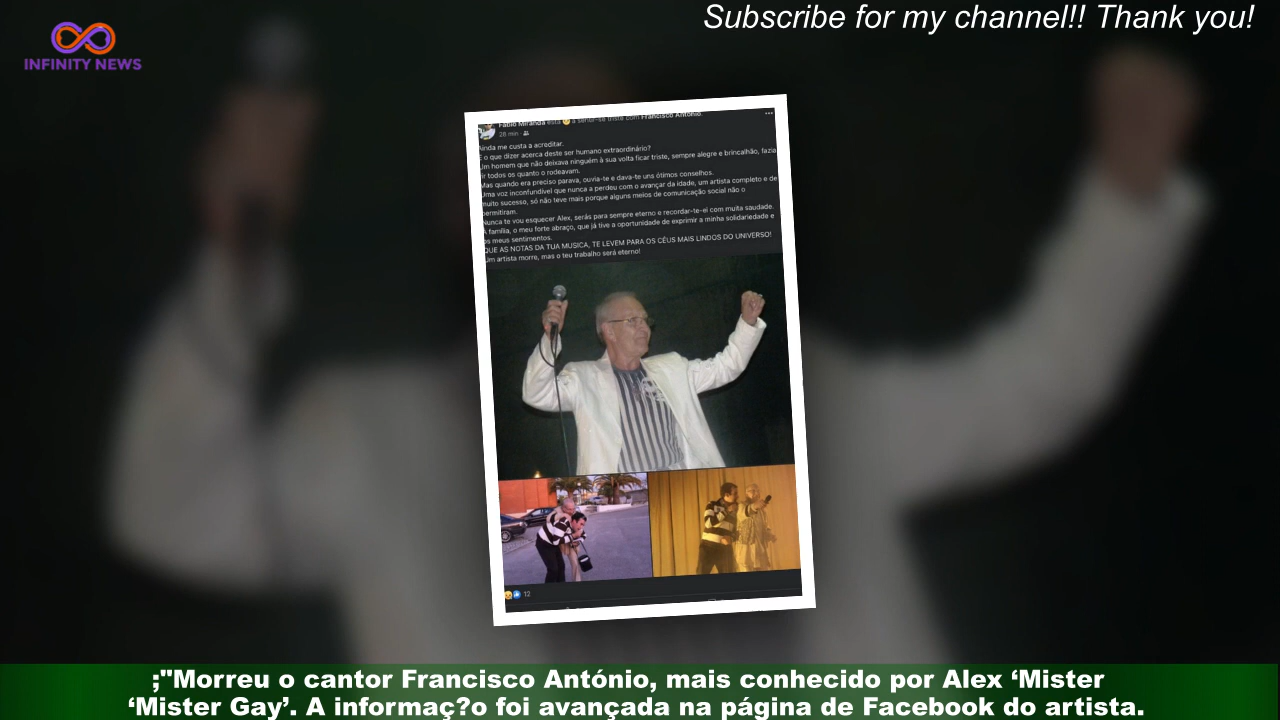 Subscribe for my channel!! Thank you!
INFINITY NEWS
Fábio Miranda está a sentir-se triste com Francisco António.
28 min ·
Ainda me custa a acreditar.
E o que dizer acerca deste ser humano extraordinário?
Um homem que não deixava ninguém à sua volta ficar triste, sempre alegre e brincalhão, fazia
rir todos os quanto o rodeavam.
Mas quando era preciso parava, ouvia-te e dava-te uns ótimos conselhos.
Uma voz inconfundível que nunca a perdeu com o avançar da idade, um artista completo e de
muito sucesso, só não teve mais porque alguns meios de comunicação social não o
permitiram.
Nunca te vou esquecer Alex, serás para sempre eterno e recordar-te-ei com muita saudade.
À família, o meu forte abraço, que já tive a oportunidade de exprimir a minha solidariedade e
os meus sentimentos.
QUE AS NOTAS DA TUA MUSICA, TE LEVEM PARA OS CÉUS MAIS LINDOS DO UNIVERSO!
Um artista morre, mas o teu trabalho será eterno!
12
;"Morreu o cantor Francisco António, mais conhecido por Alex ‘Mister
‘Mister Gay’. A informaç?o foi avançada na página de Facebook do artista.